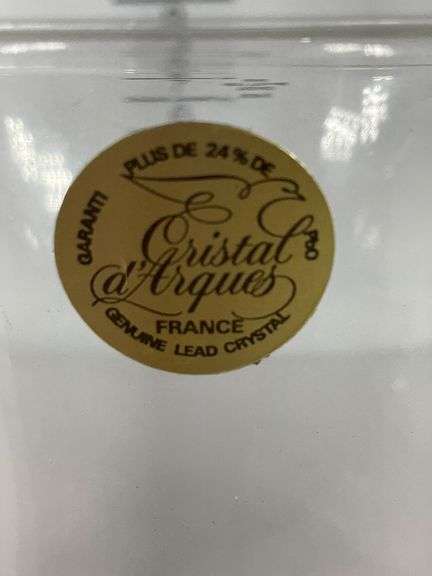 GARANTI PLUS DE 24% DE PbO
Cristal
d'Arques
FRANCE
GENUINE LEAD CRYSTAL